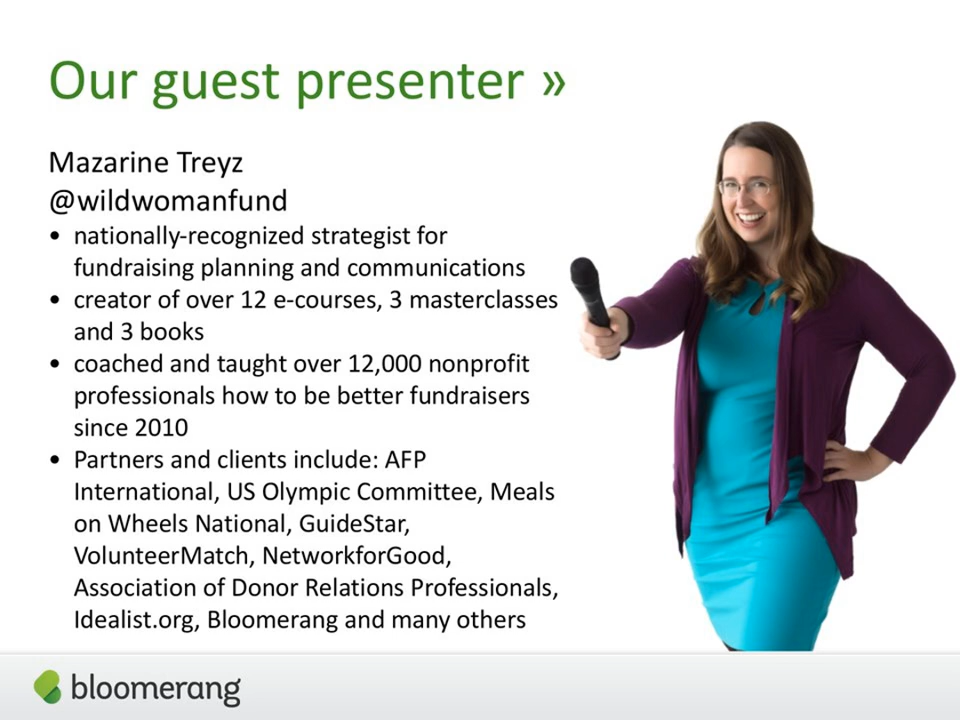 Our guest presenter »
Mazarine Treyz
@wildwomanfund
• nationally-recognized strategist for
fundraising planning and communications
• creator of over 12 e-courses, 3 masterclasses
and 3 books
• coached and taught over 12,000 nonprofit
professionals how to be better fundraisers
since 2010
• Partners and clients include: AFP
International, US Olympic Committee, Meals
on Wheels National, GuideStar,
VolunteerMatch, NetworkforGood,
Association of Donor Relations Professionals,
Idealist.org, Bloomerang and many others
bloomerang